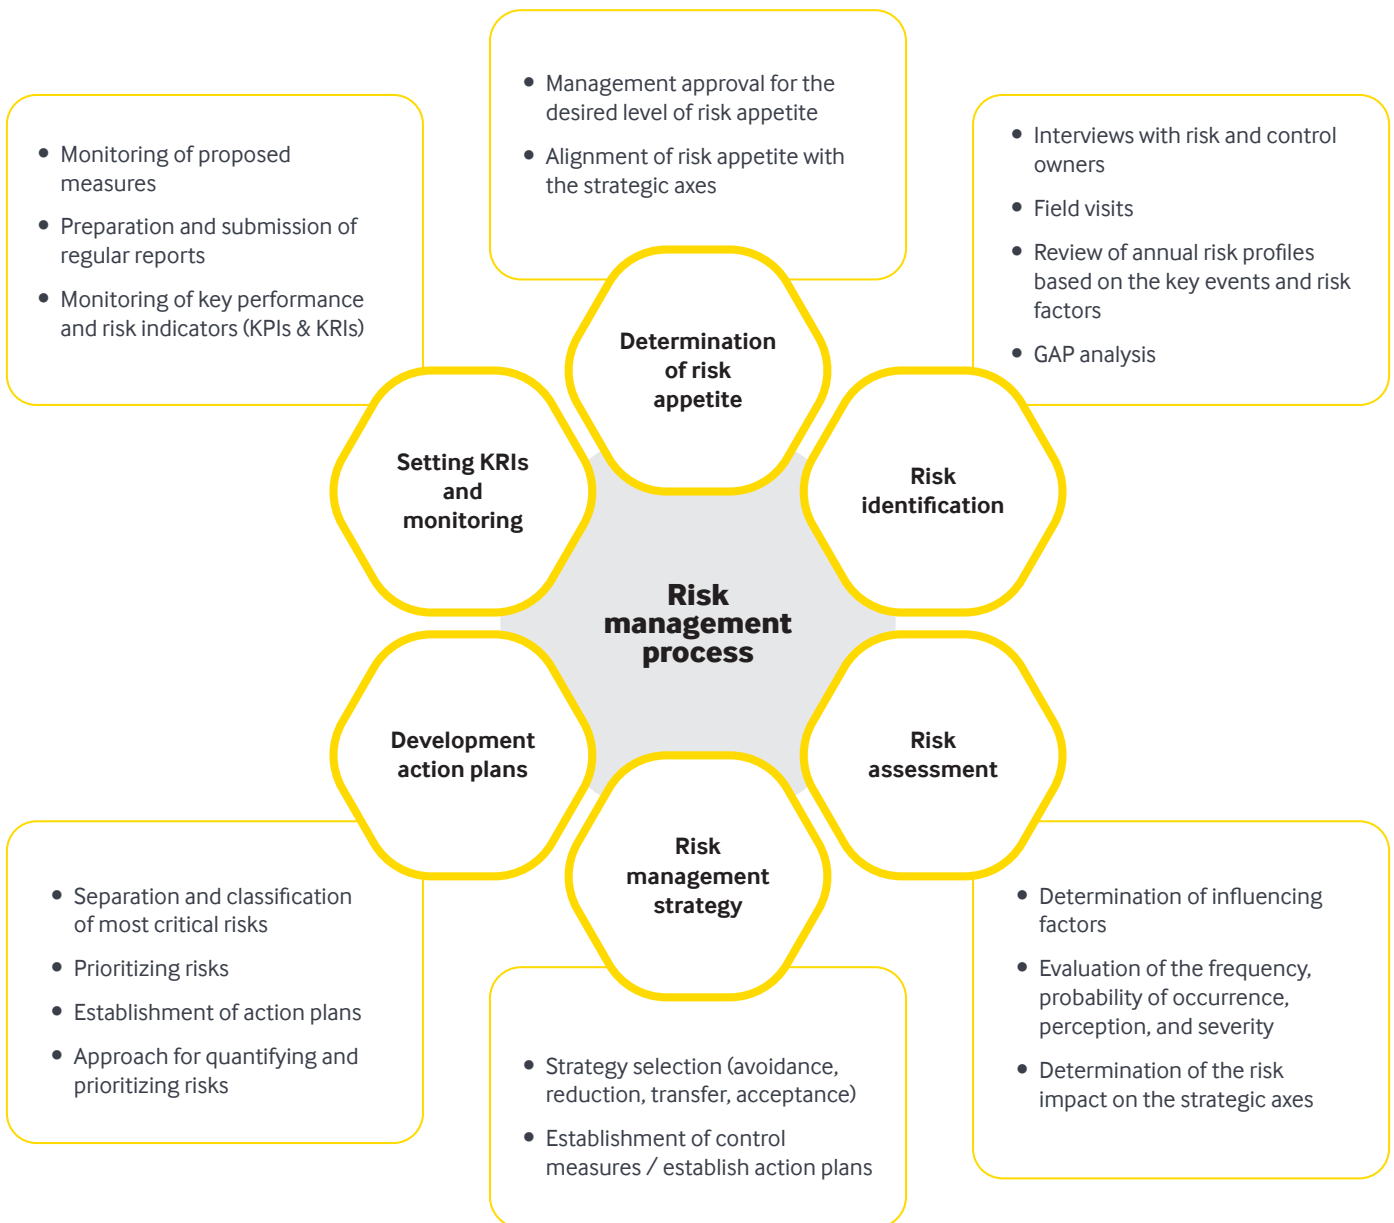 • Management approval for the
desired level of risk appetite
• Alignment of risk appetite with
the strategic axes
• Monitoring of proposed
measures
• Preparation and submission of
regular reports
• Monitoring of key performance
and risk indicators (KPIs & KRIs)
• Interviews with risk and control
owners
• Field visits
• Review of annual risk profiles
based on the key events and risk
factors
• GAP analysis
Determination
of risk
appetite
Setting KRIs
and
monitoring
Risk
identification
Risk
management
process
Development
action plans
Risk
assessment
Risk
management
strategy
• Separation and classification
of most critical risks
• Prioritizing risks
• Establishment of action plans
• Approach for quantifying and
prioritizing risks
• Strategy selection (avoidance,
reduction, transfer, acceptance)
• Establishment of control
measures / establish action plans
• Determination of influencing
factors
• Evaluation of the frequency,
probability of occurrence,
perception, and severity
• Determination of the risk
impact on the strategic axes